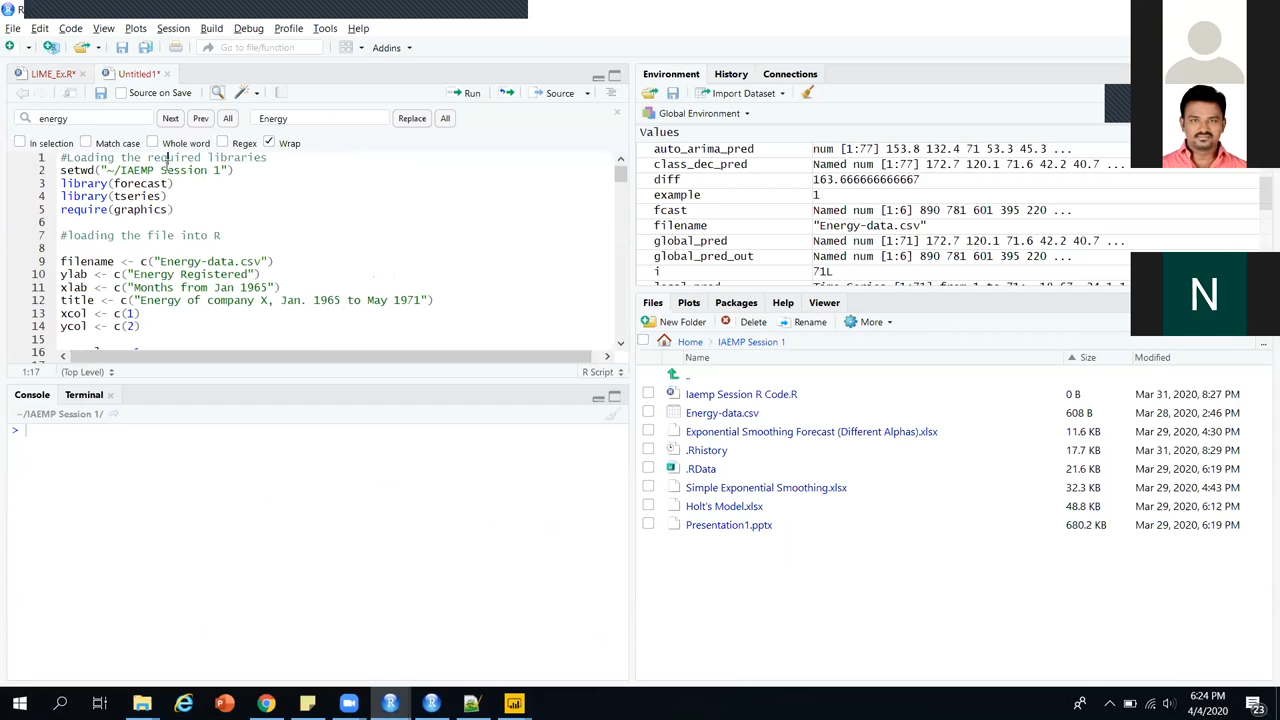 R
File Edit Code View Plots Session Build Debug Profile Tools Help
Go to file/function Addins
LIME_Ex.R* Untitled1*
Source on Save Run Source
energy Next Prev All Energy Replace All
In selection Match case Whole word Regex Wrap
1 #Loading the required libraries
2 setwd("~/IAEMP Session 1")
3 library(forecast)
4 library(tseries)
5 require(graphics)
6
7 #loading the file into R
8
9 filename <- c("Energy-data.csv")
10 ylab <- c("Energy Registered")
11 xlab <- c("Months from Jan 1965")
12 title <- c("Energy of company X, Jan. 1965 to May 1971")
13 xcol <- c(1)
14 ycol <- c(2)
15
16
1:17 (Top Level) R Script
Console Terminal
~/IAEMP Session 1/
>
Environment History Connections
Import Dataset
Global Environment
Values
auto_arima_pred num [1:77] 153.8 132.4 71 53.3 45.3 ...
class_dec_pred Named num [1:77] 172.7 120.1 71.6 42.2 40.7 ...
diff 163.666666666667
example 1
fcast Named num [1:6] 890 781 601 395 220 ...
filename "Energy-data.csv"
global_pred Named num [1:71] 172.7 120.1 71.6 42.2 40.7 ...
global_pred_out Named num [1:6] 890 781 601 395 220 ...
i 71L
N
Files Plots Packages Help Viewer
New Folder Delete Rename More
Home IAEMP Session 1 ...
Name Size Modified
..
Iaemp Session R Code.R 0 B Mar 31, 2020, 8:27 PM
Energy-data.csv 608 B Mar 28, 2020, 2:46 PM
Exponential Smoothing Forecast (Different Alphas).xlsx 11.6 KB Mar 29, 2020, 4:30 PM
.Rhistory 17.7 KB Mar 31, 2020, 8:29 PM
.RData 21.6 KB Mar 29, 2020, 6:19 PM
Simple Exponential Smoothing.xlsx 32.3 KB Mar 29, 2020, 4:43 PM
Holt's Model.xlsx 48.8 KB Mar 29, 2020, 6:12 PM
Presentation1.pptx 680.2 KB Mar 29, 2020, 6:19 PM
6:24 PM
4/4/2020
23